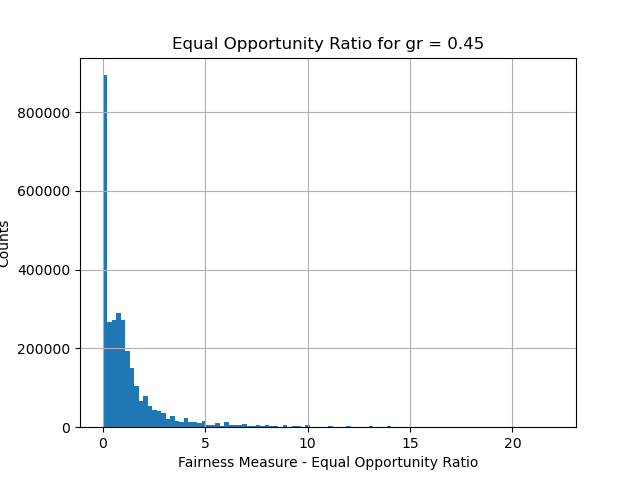 Equal Opportunity Ratio for gr = 0.45
Counts
800000
600000
400000
200000
0
0 5 10 15 20
Fairness Measure - Equal Opportunity Ratio